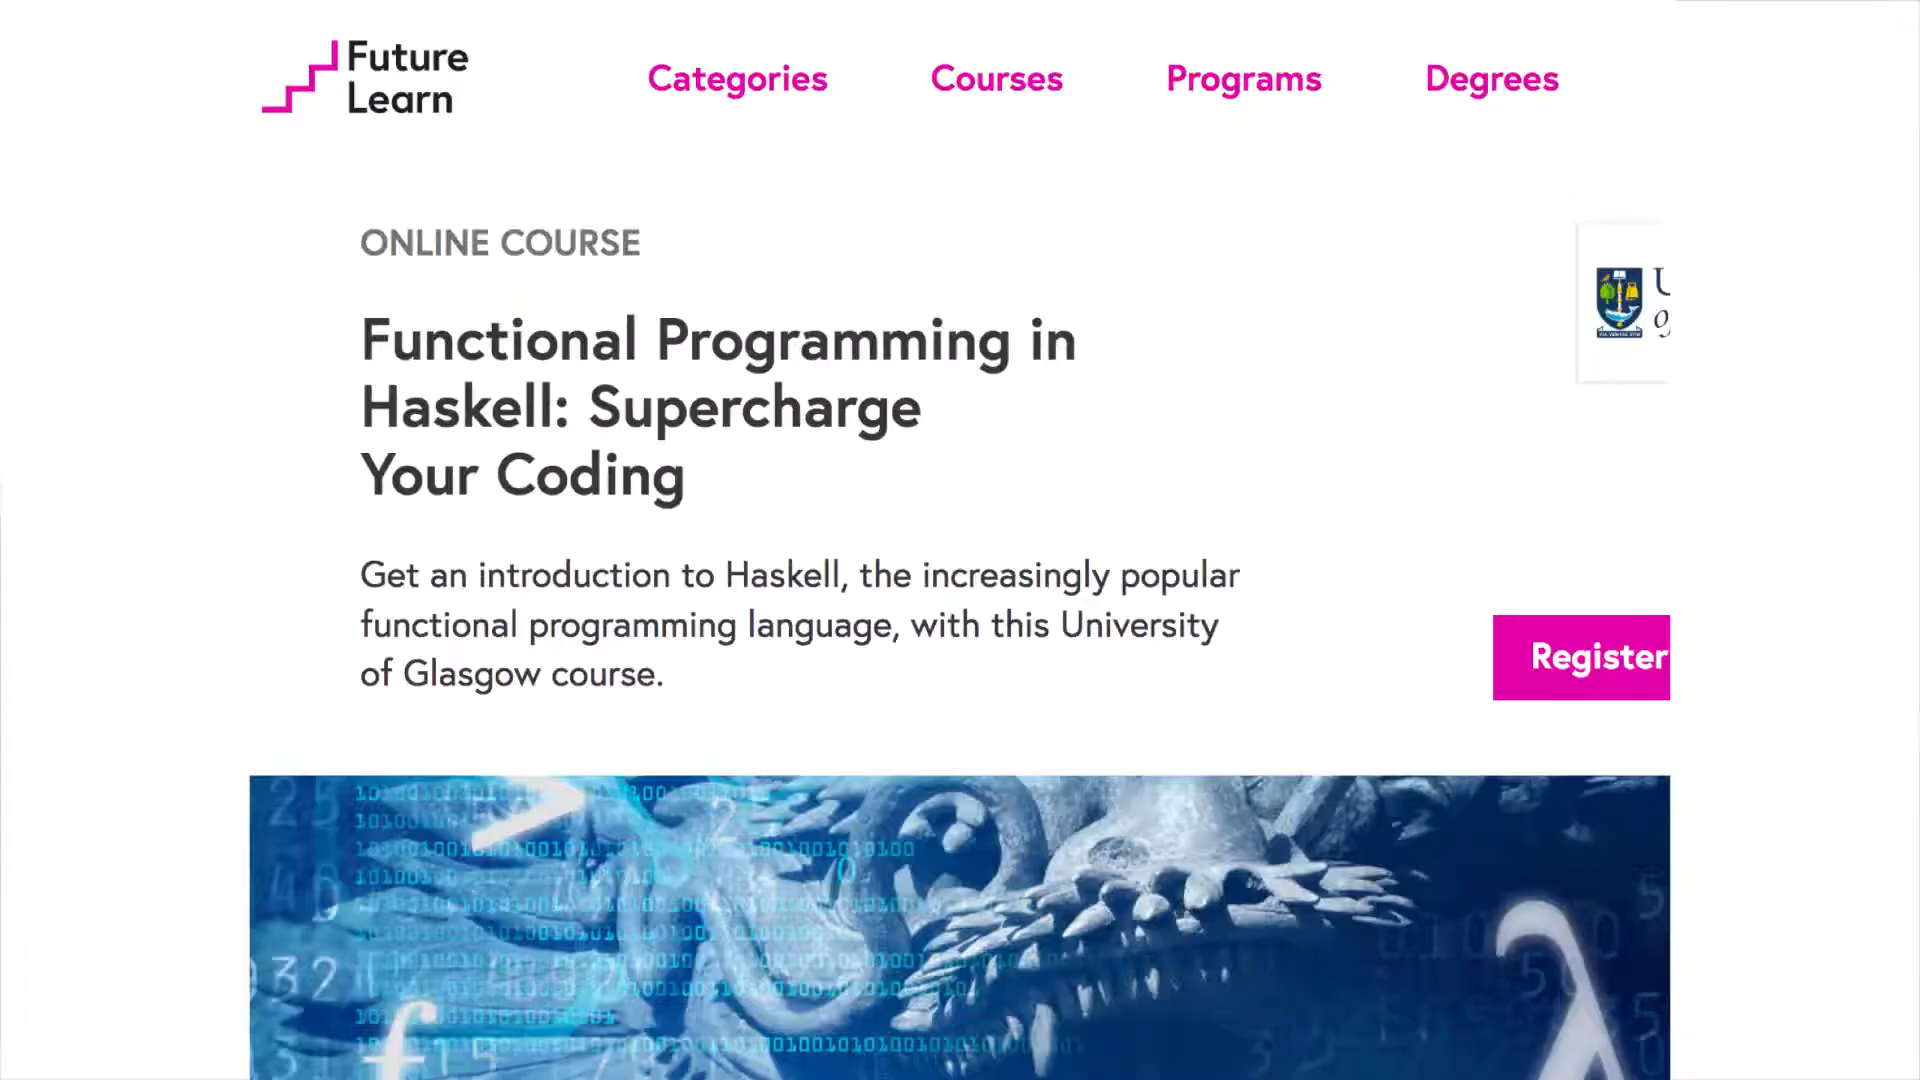 Future
Learn
Categories Courses Programs Degrees
ONLINE COURSE
Functional Programming in
Haskell: Supercharge
Your Coding
Get an introduction to Haskell, the increasingly popular
functional programming language, with this University
of Glasgow course.
Register
λ